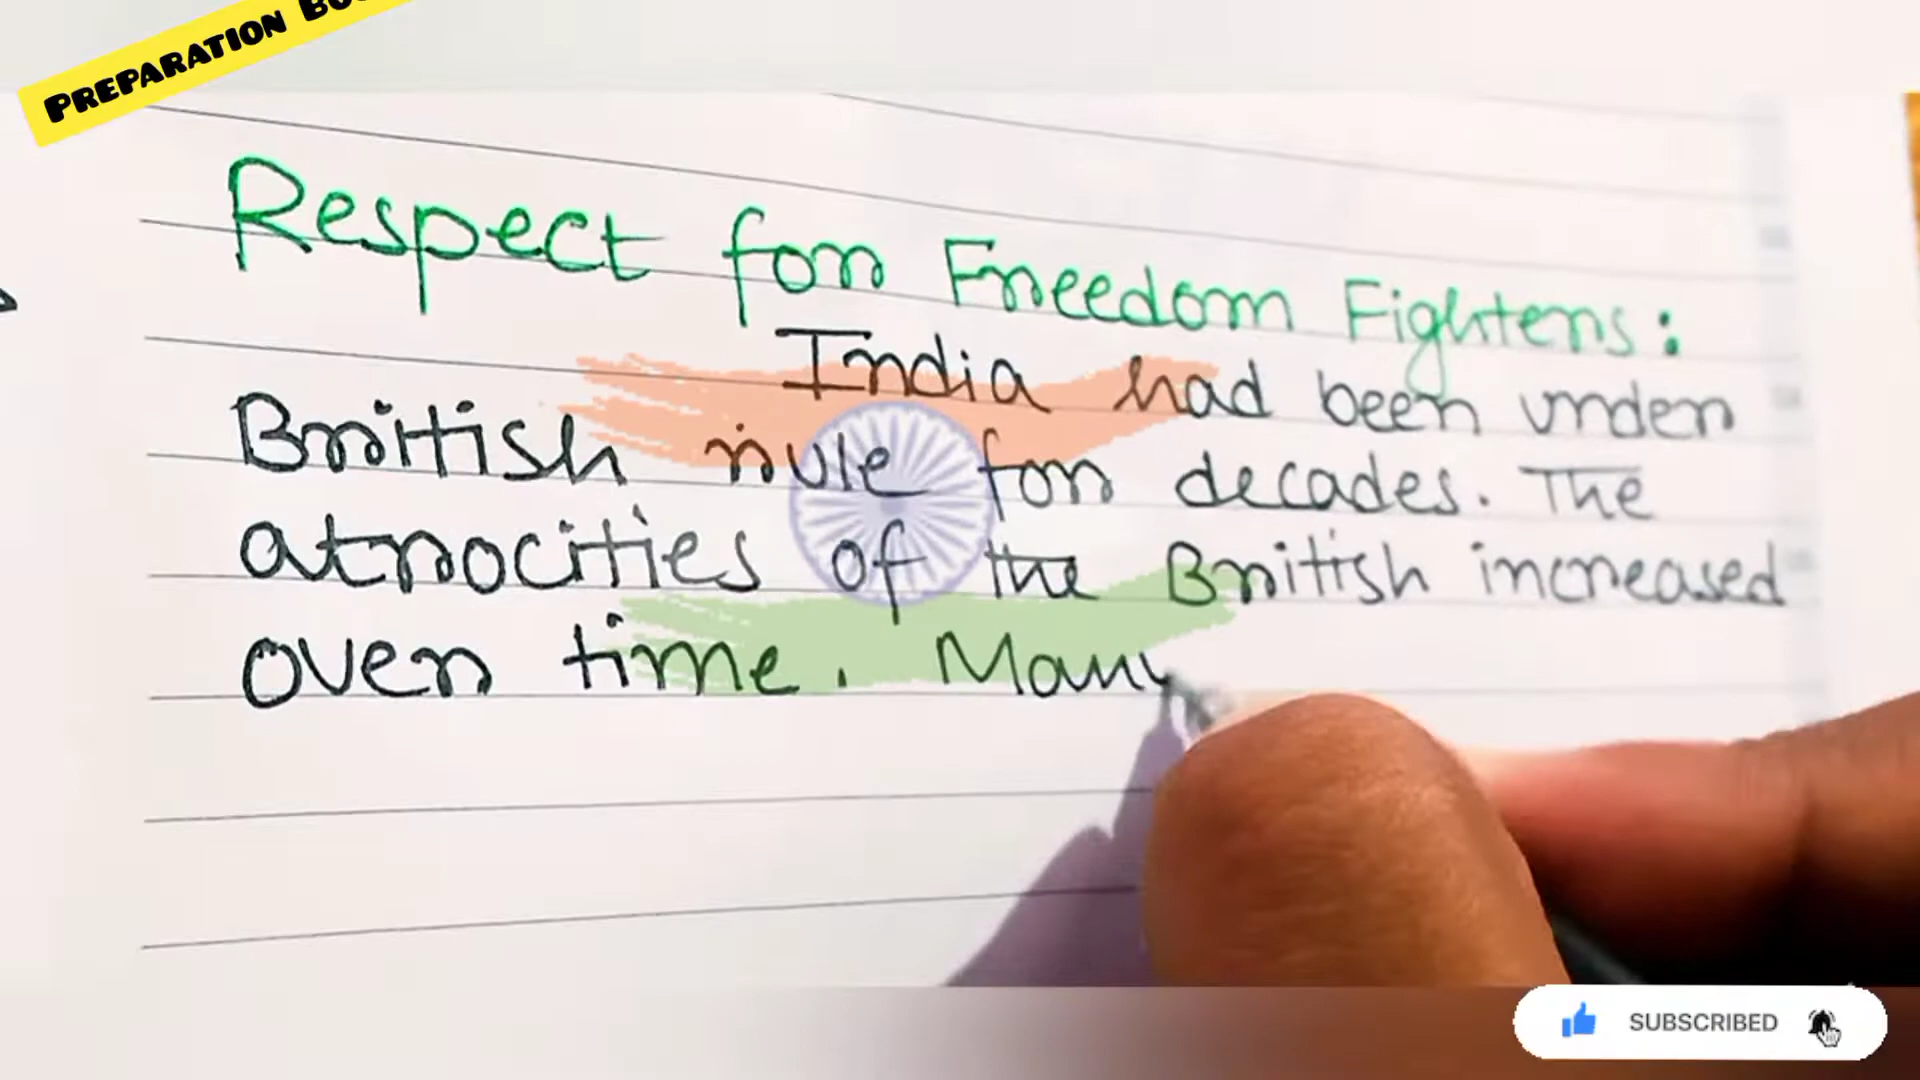 PREPARATION
Respect for Freedom Fighters:
India had been under
British rule for decades. The
atrocities of the British increased
over time. Many
SUBSCRIBED